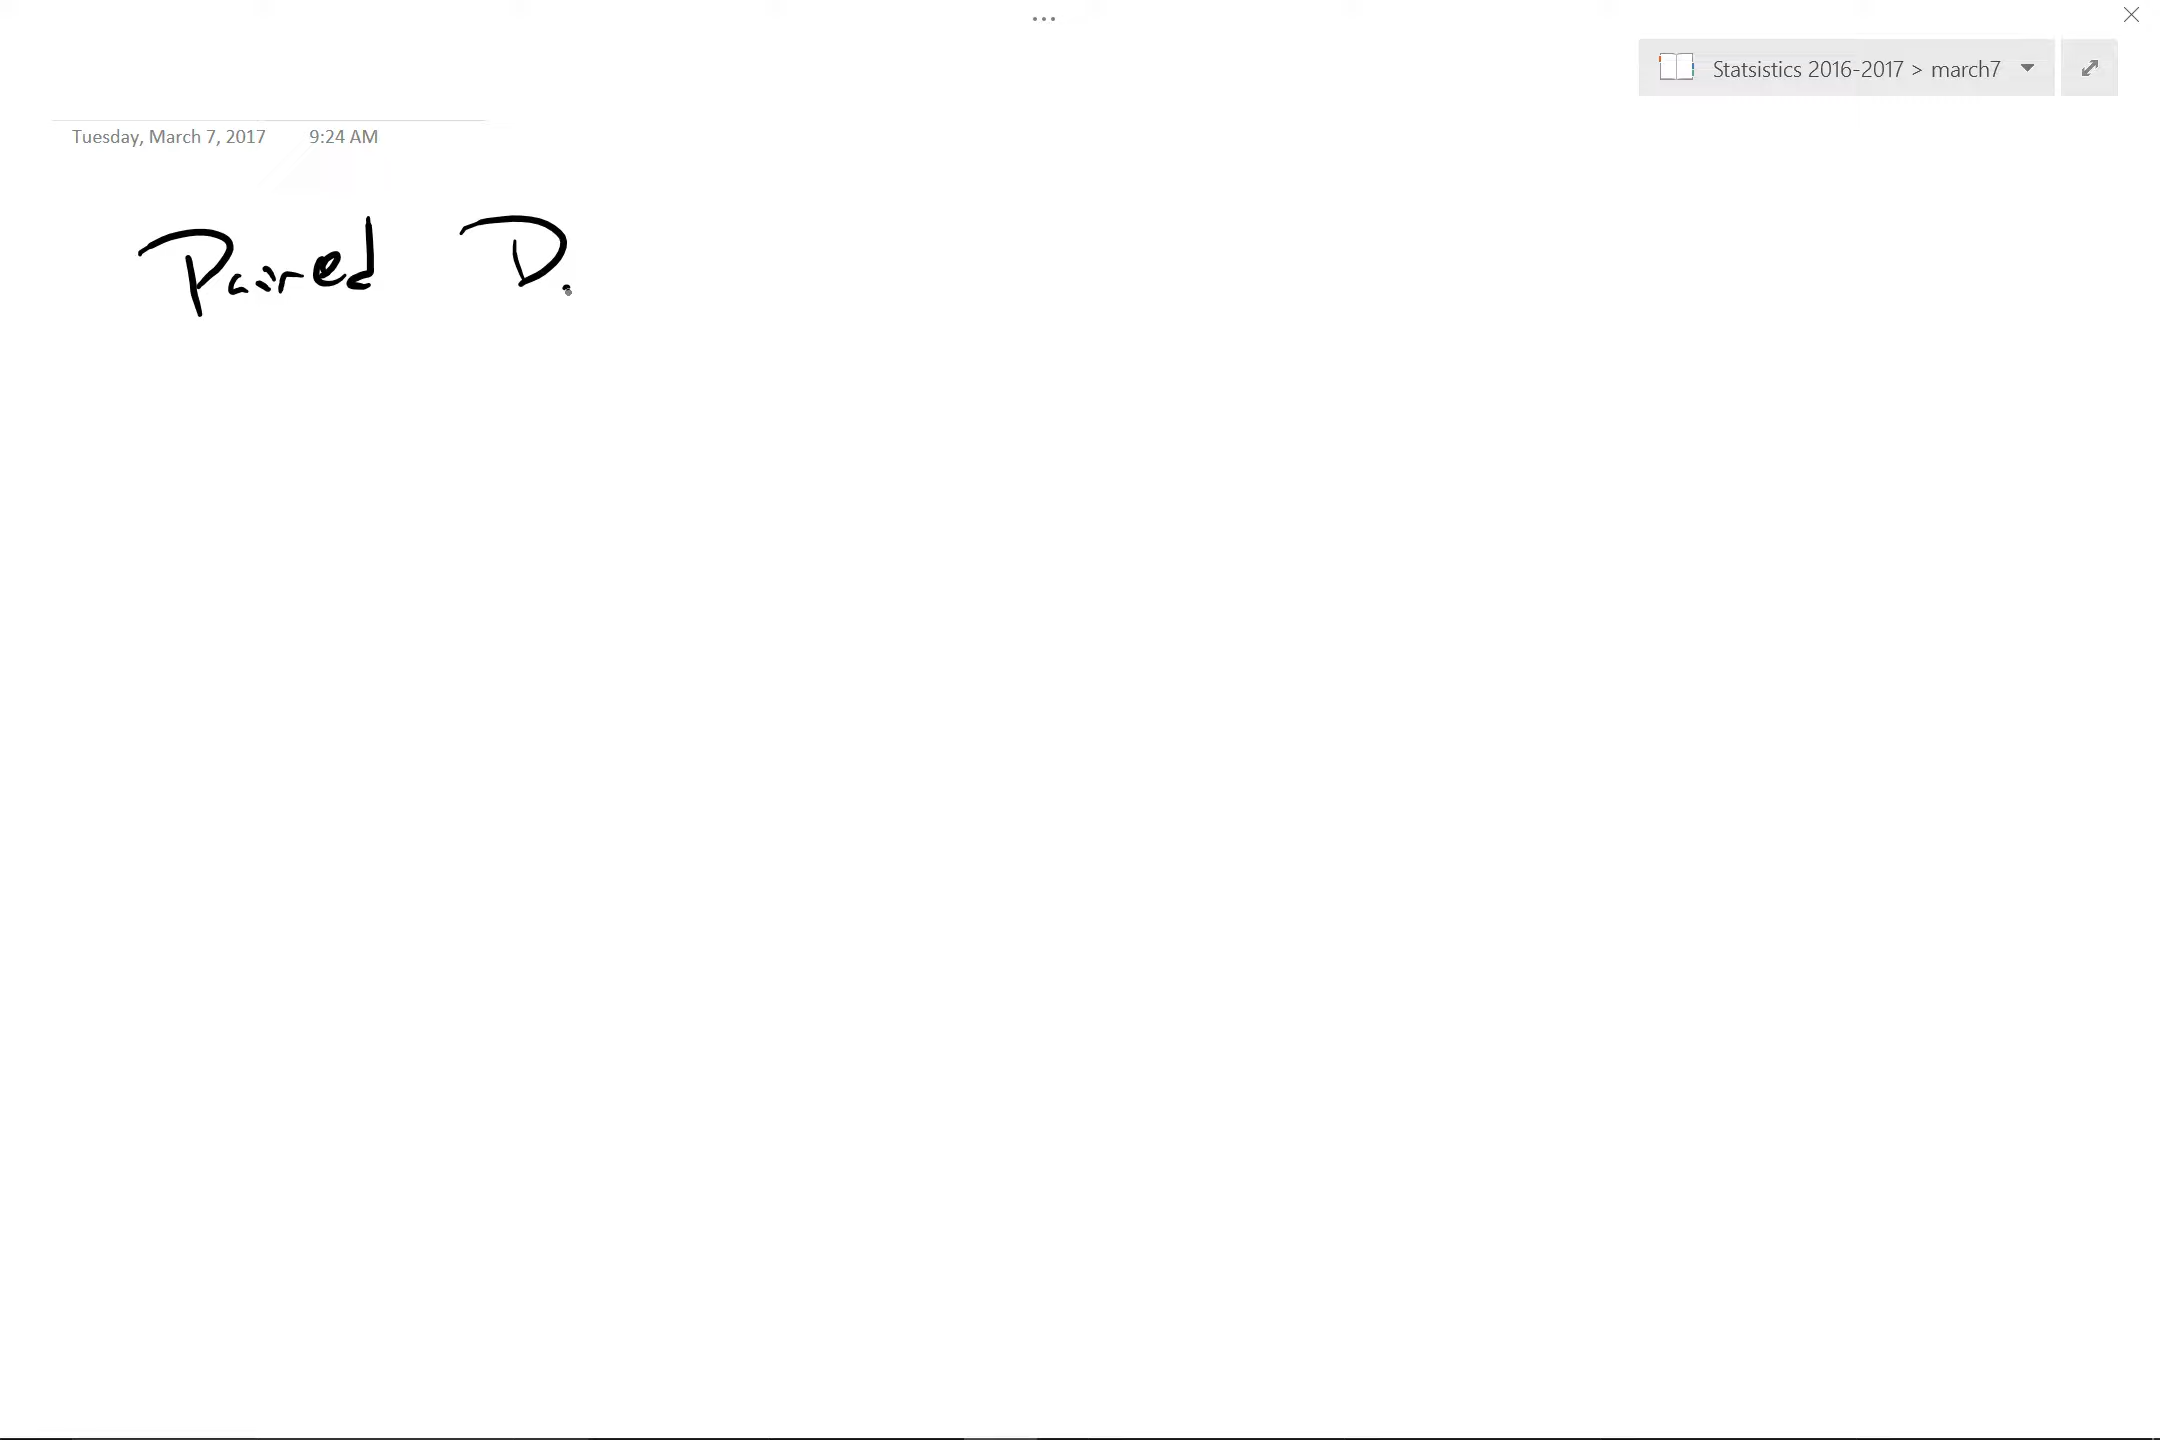 Statsistics 2016-2017 > march7
Tuesday, March 7, 2017 9:24 AM
Paired D.